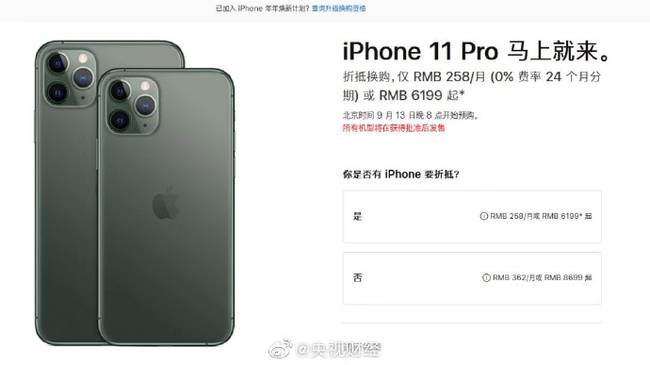 已加入 iPhone 年年焕新计划? 查询升级换购资格
iPhone 11 Pro 马上就来。
折抵换购,仅 RMB 258/月 (0% 费率 24 个月分
期) 或 RMB 6199 起*
北京时间 9 月 13 日晚 8 点开始预购。
所有机型将在获得批准后发售
你是否有 iPhone 要折抵?
是
RMB 258/月或 RMB 6199* 起
否
RMB 362/月或 RMB 8699 起
@央视财经